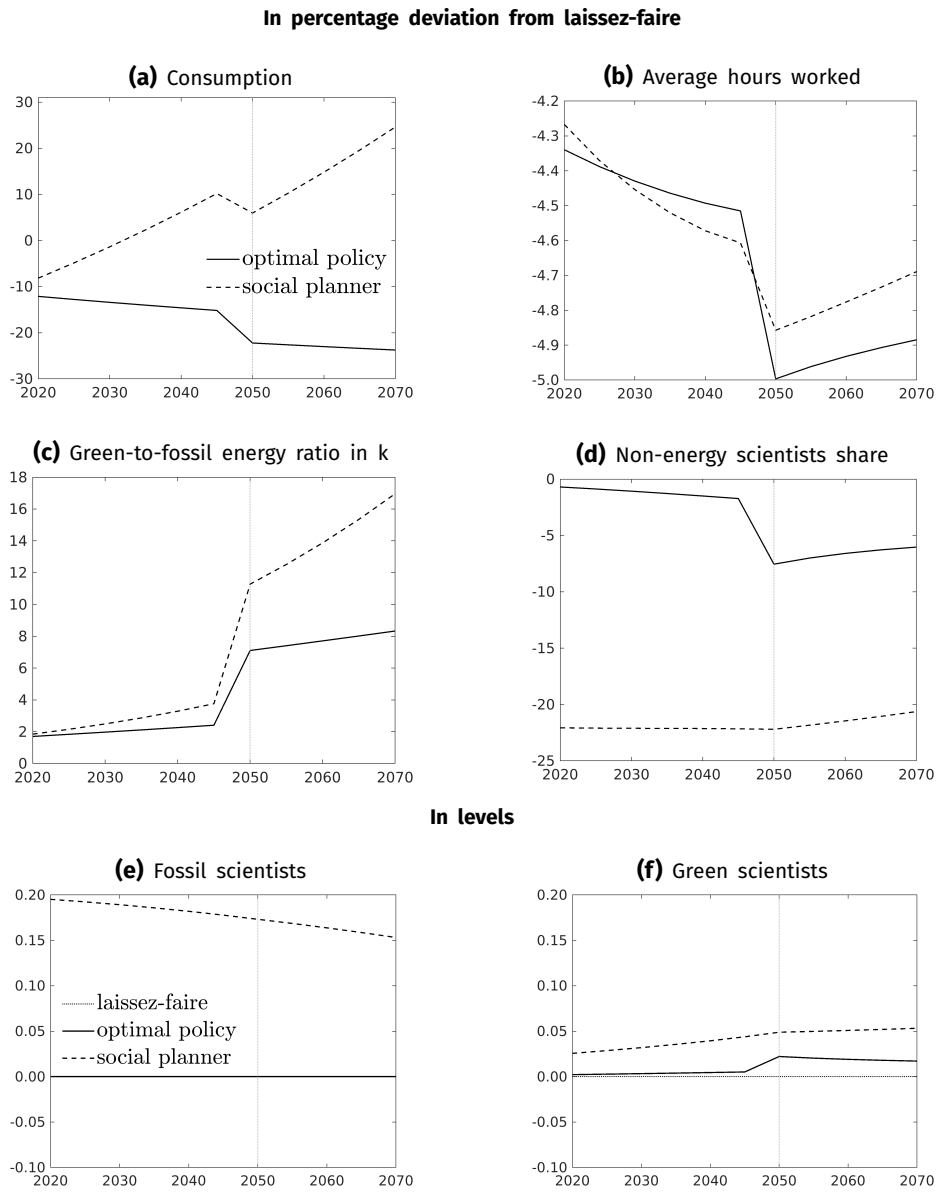 In percentage deviation from laissez-faire
(a) Consumption
30
20
10
0
-10
-20
-30
2020 2030 2040 2050 2060 2070
optimal policy
social planner
(b) Average hours worked
-4.2
-4.3
-4.4
-4.5
-4.6
-4.7
-4.8
-4.9
-5.0
2020 2030 2040 2050 2060 2070
(c) Green-to-fossil energy ratio in k
18
16
14
12
10
8
6
4
2
0
2020 2030 2040 2050 2060 2070
(d) Non-energy scientists share
0
-5
-10
-15
-20
-25
2020 2030 2040 2050 2060 2070
In levels
(e) Fossil scientists
0.20
0.15
0.10
0.05
0.00
-0.05
-0.10
2020 2030 2040 2050 2060 2070
laissez-faire
optimal policy
social planner
(f) Green scientists
0.20
0.15
0.10
0.05
0.00
-0.05
-0.10
2020 2030 2040 2050 2060 2070